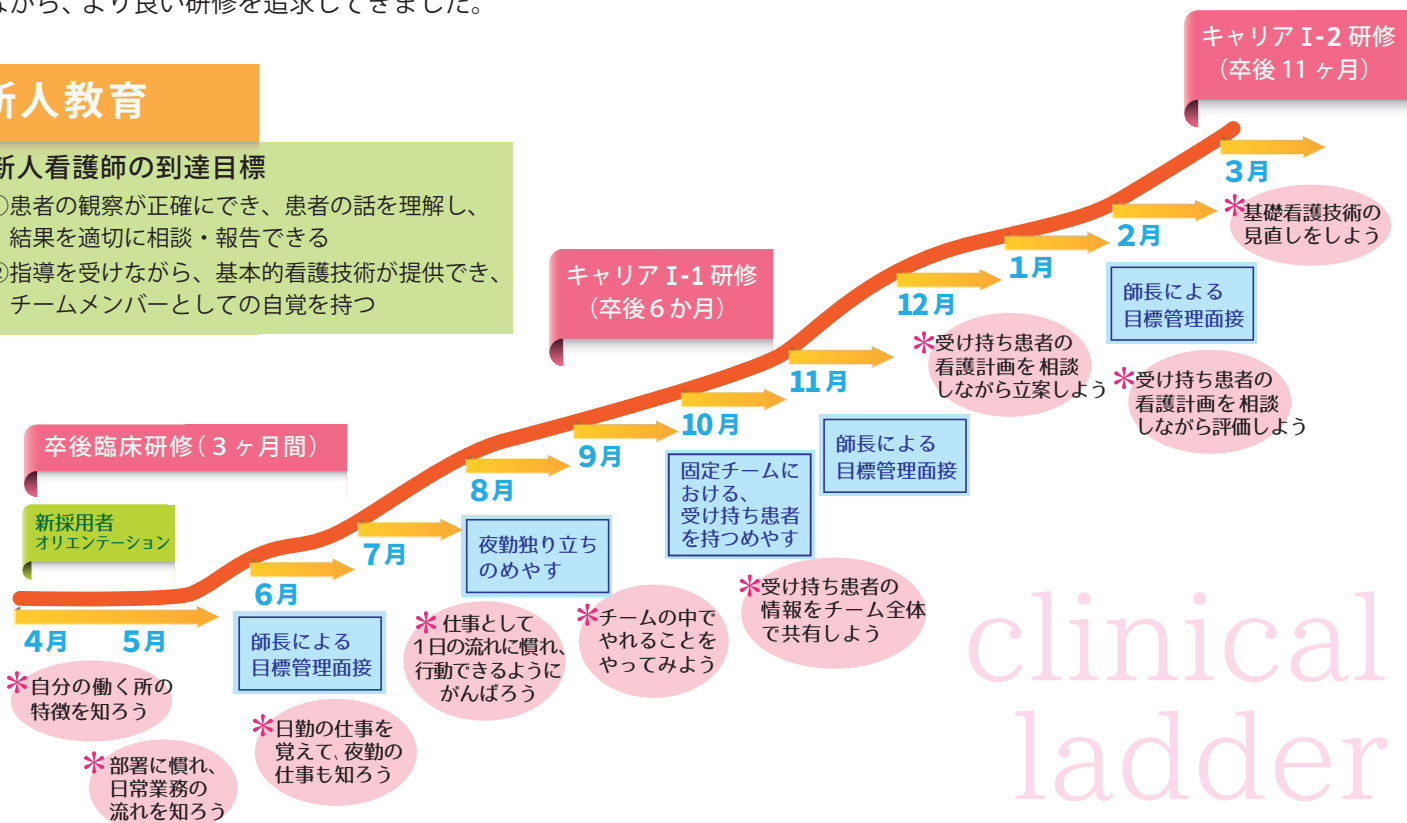 ながら、より良い研修を追求してきました。
新人教育
新人看護師の到達目標
①患者の観察が正確にでき、患者の話を理解し、
結果を適切に相談・報告できる
②指導を受けながら、基本的看護技術が提供でき、
チームメンバーとしての自覚を持つ
卒後臨床研修(3ヶ月間)
新採用者
オリエンテーション
キャリアⅠ-1 研修
(卒後6か月)
キャリアⅠ-2 研修
(卒後 11 ヶ月)
4月
5月
6月
7月
8月
9月
10月
11月
12月
1月
2月
3月
師長による
目標管理面接
夜勤独り立ち
のめやす
固定チームに
おける、
受け持ち患者
を持つめやす
師長による
目標管理面接
師長による
目標管理面接
*自分の働く所の
特徴を知ろう
*部署に慣れ、
日常業務の
流れを知ろう
*日勤の仕事を
覚えて、夜勤の
仕事も知ろう
*仕事として
1日の流れに慣れ、
行動できるように
がんばろう
*チームの中で
やれることを
やってみよう
*受け持ち患者の
情報をチーム全体
で共有しよう
*受け持ち患者の
看護計画を相談
しながら立案しよう
*受け持ち患者の
看護計画を相談
しながら評価しよう
*基礎看護技術の
見直しをしよう
clinical
ladder